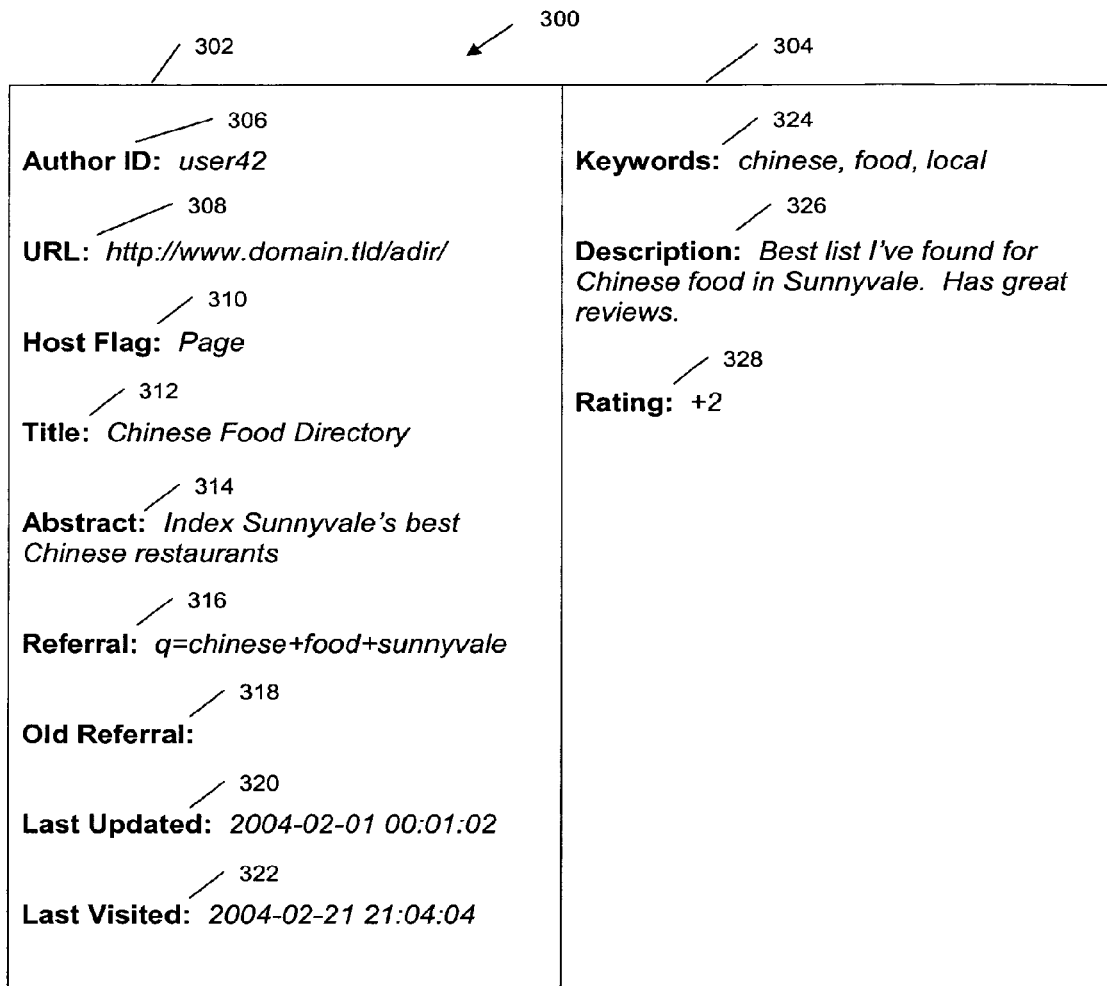 300
302
304
306
Author ID: user42
308
URL: http://www.domain.tld/adir/
310
Host Flag: Page
312
Title: Chinese Food Directory
314
Abstract: Index Sunnyvale's best
Chinese restaurants
316
Referral: q=chinese+food+sunnyvale
318
Old Referral:
320
Last Updated: 2004-02-01 00:01:02
322
Last Visited: 2004-02-21 21:04:04
324
Keywords: chinese, food, local
326
Description: Best list I've found for
Chinese food in Sunnyvale. Has great
reviews.
328
Rating: +2